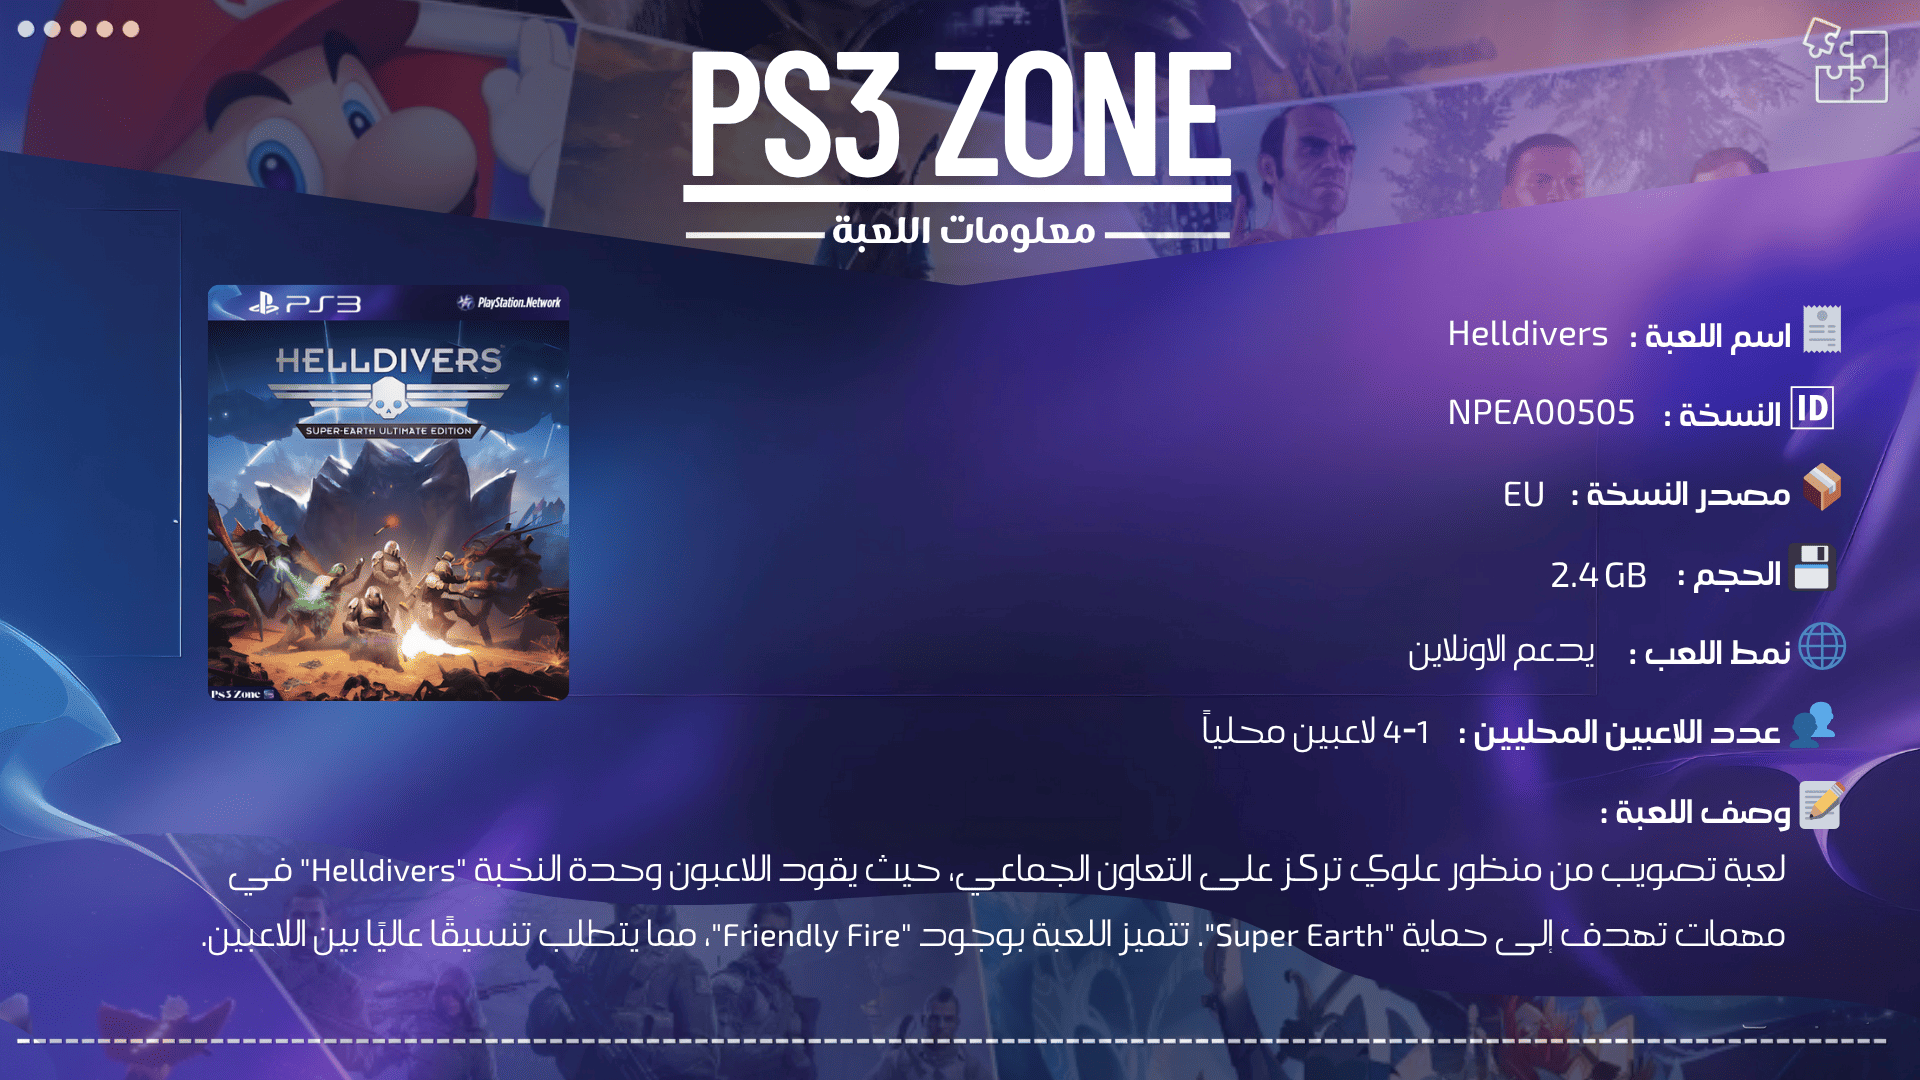 PS3 ZONE
معلومات اللعبة
PS3 PlayStation.Network
HELLDIVERS
SUPER-EARTH ULTIMATE EDITION
Ps3 Zone
اسم اللعبة : Helldivers
ID النسخة : NPEA00505
مصدر النسخة : EU
الحجم : 2.4 GB
نمط اللعب : يدعم الاونلاين
عدد اللاعبين المحليين : 1-4 لاعبين محلياً
وصف اللعبة :
لعبة تصويب من منظور علوي تركز على التعاون الجماعي، حيث يقود اللاعبون وحدة النخبة "Helldivers" في
مهمات تهدف إلى حماية "Super Earth". تتميز اللعبة بوجود "Friendly Fire"، مما يتطلب تنسيقًا عاليًا بين اللاعبين.